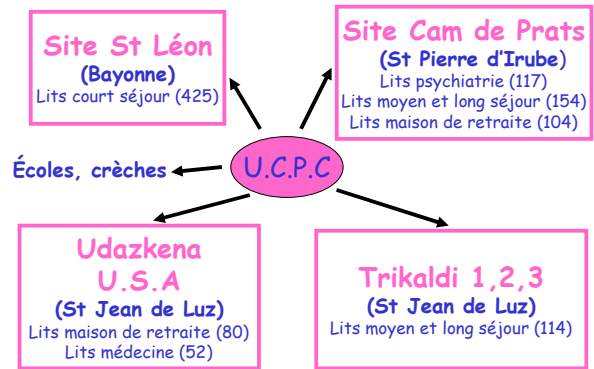 Site St Léon
(Bayonne)
Lits court séjour (425)
Site Cam de Prats
(St Pierre d'Irube)
Lits psychiatrie (117)
Lits moyen et long séjour (154)
Lits maison de retraite (104)
Écoles, crèches
U.C.P.C
Udazkena
U.S.A
(St Jean de Luz)
Lits maison de retraite (80)
Lits médecine (52)
Trikaldi 1,2,3
(St Jean de Luz)
Lits moyen et long séjour (114)